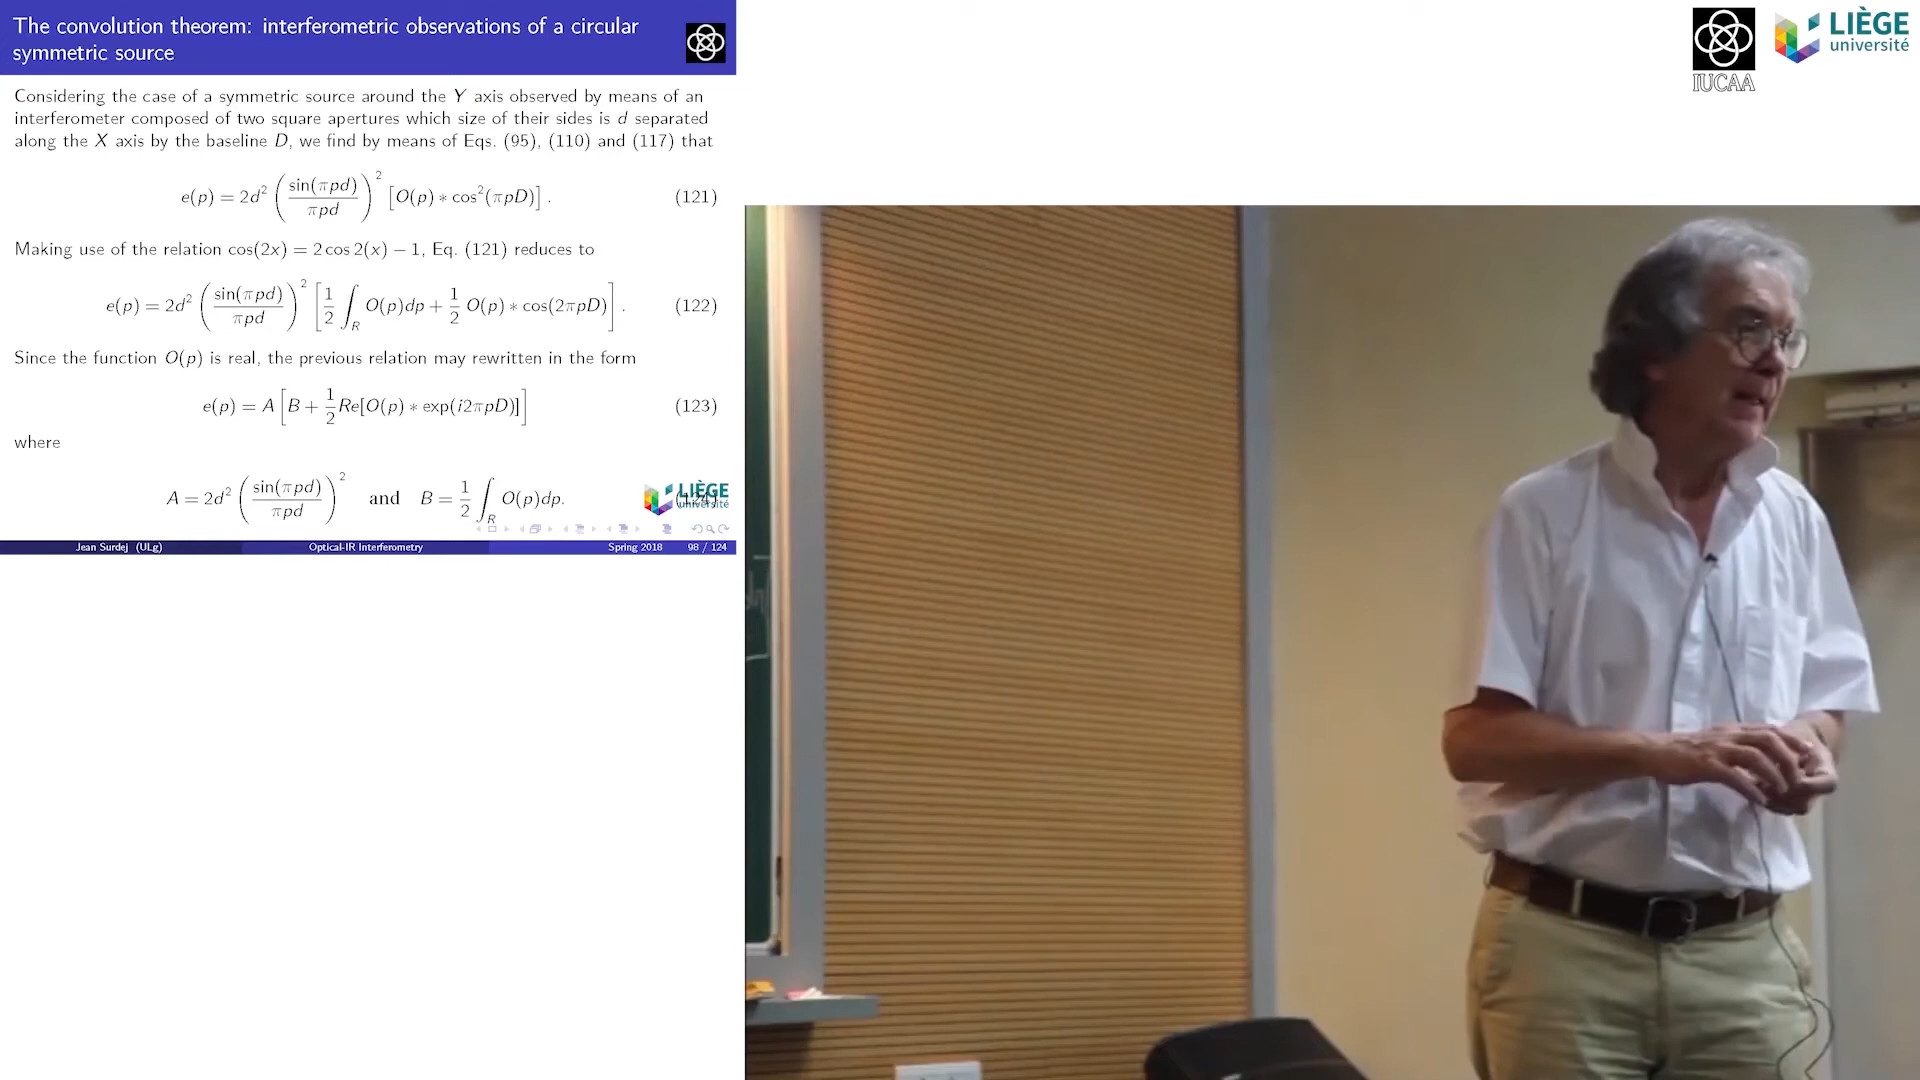 The convolution theorem: interferometric observations of a circular
symmetric source
Considering the case of a symmetric source around the Y axis observed by means of an
interferometer composed of two square apertures which size of their sides is d separated
along the X axis by the baseline D, we find by means of Eqs. (95), (110) and (117) that
e(p) = 2d² (sin(πpd)/πpd)² [O(p) ∗ cos²(πpD)] . (121)
Making use of the relation cos(2x) = 2 cos 2(x) − 1, Eq. (121) reduces to
e(p) = 2d² (sin(πpd)/πpd)² [1/2 ∫_R O(p)dp + 1/2 O(p) ∗ cos(2πpD)] . (122)
Since the function O(p) is real, the previous relation may rewritten in the form
e(p) = A [B + 1/2 Re[O(p) ∗ exp(i2πpD)]] (123)
where
A = 2d² (sin(πpd)/πpd)² and B = 1/2 ∫_R O(p)dp.
LIÈGE
université
Jean Surdej (ULg) Optical-IR Interferometry Spring 2018 98 / 124
IUCAA
LIÈGE
université